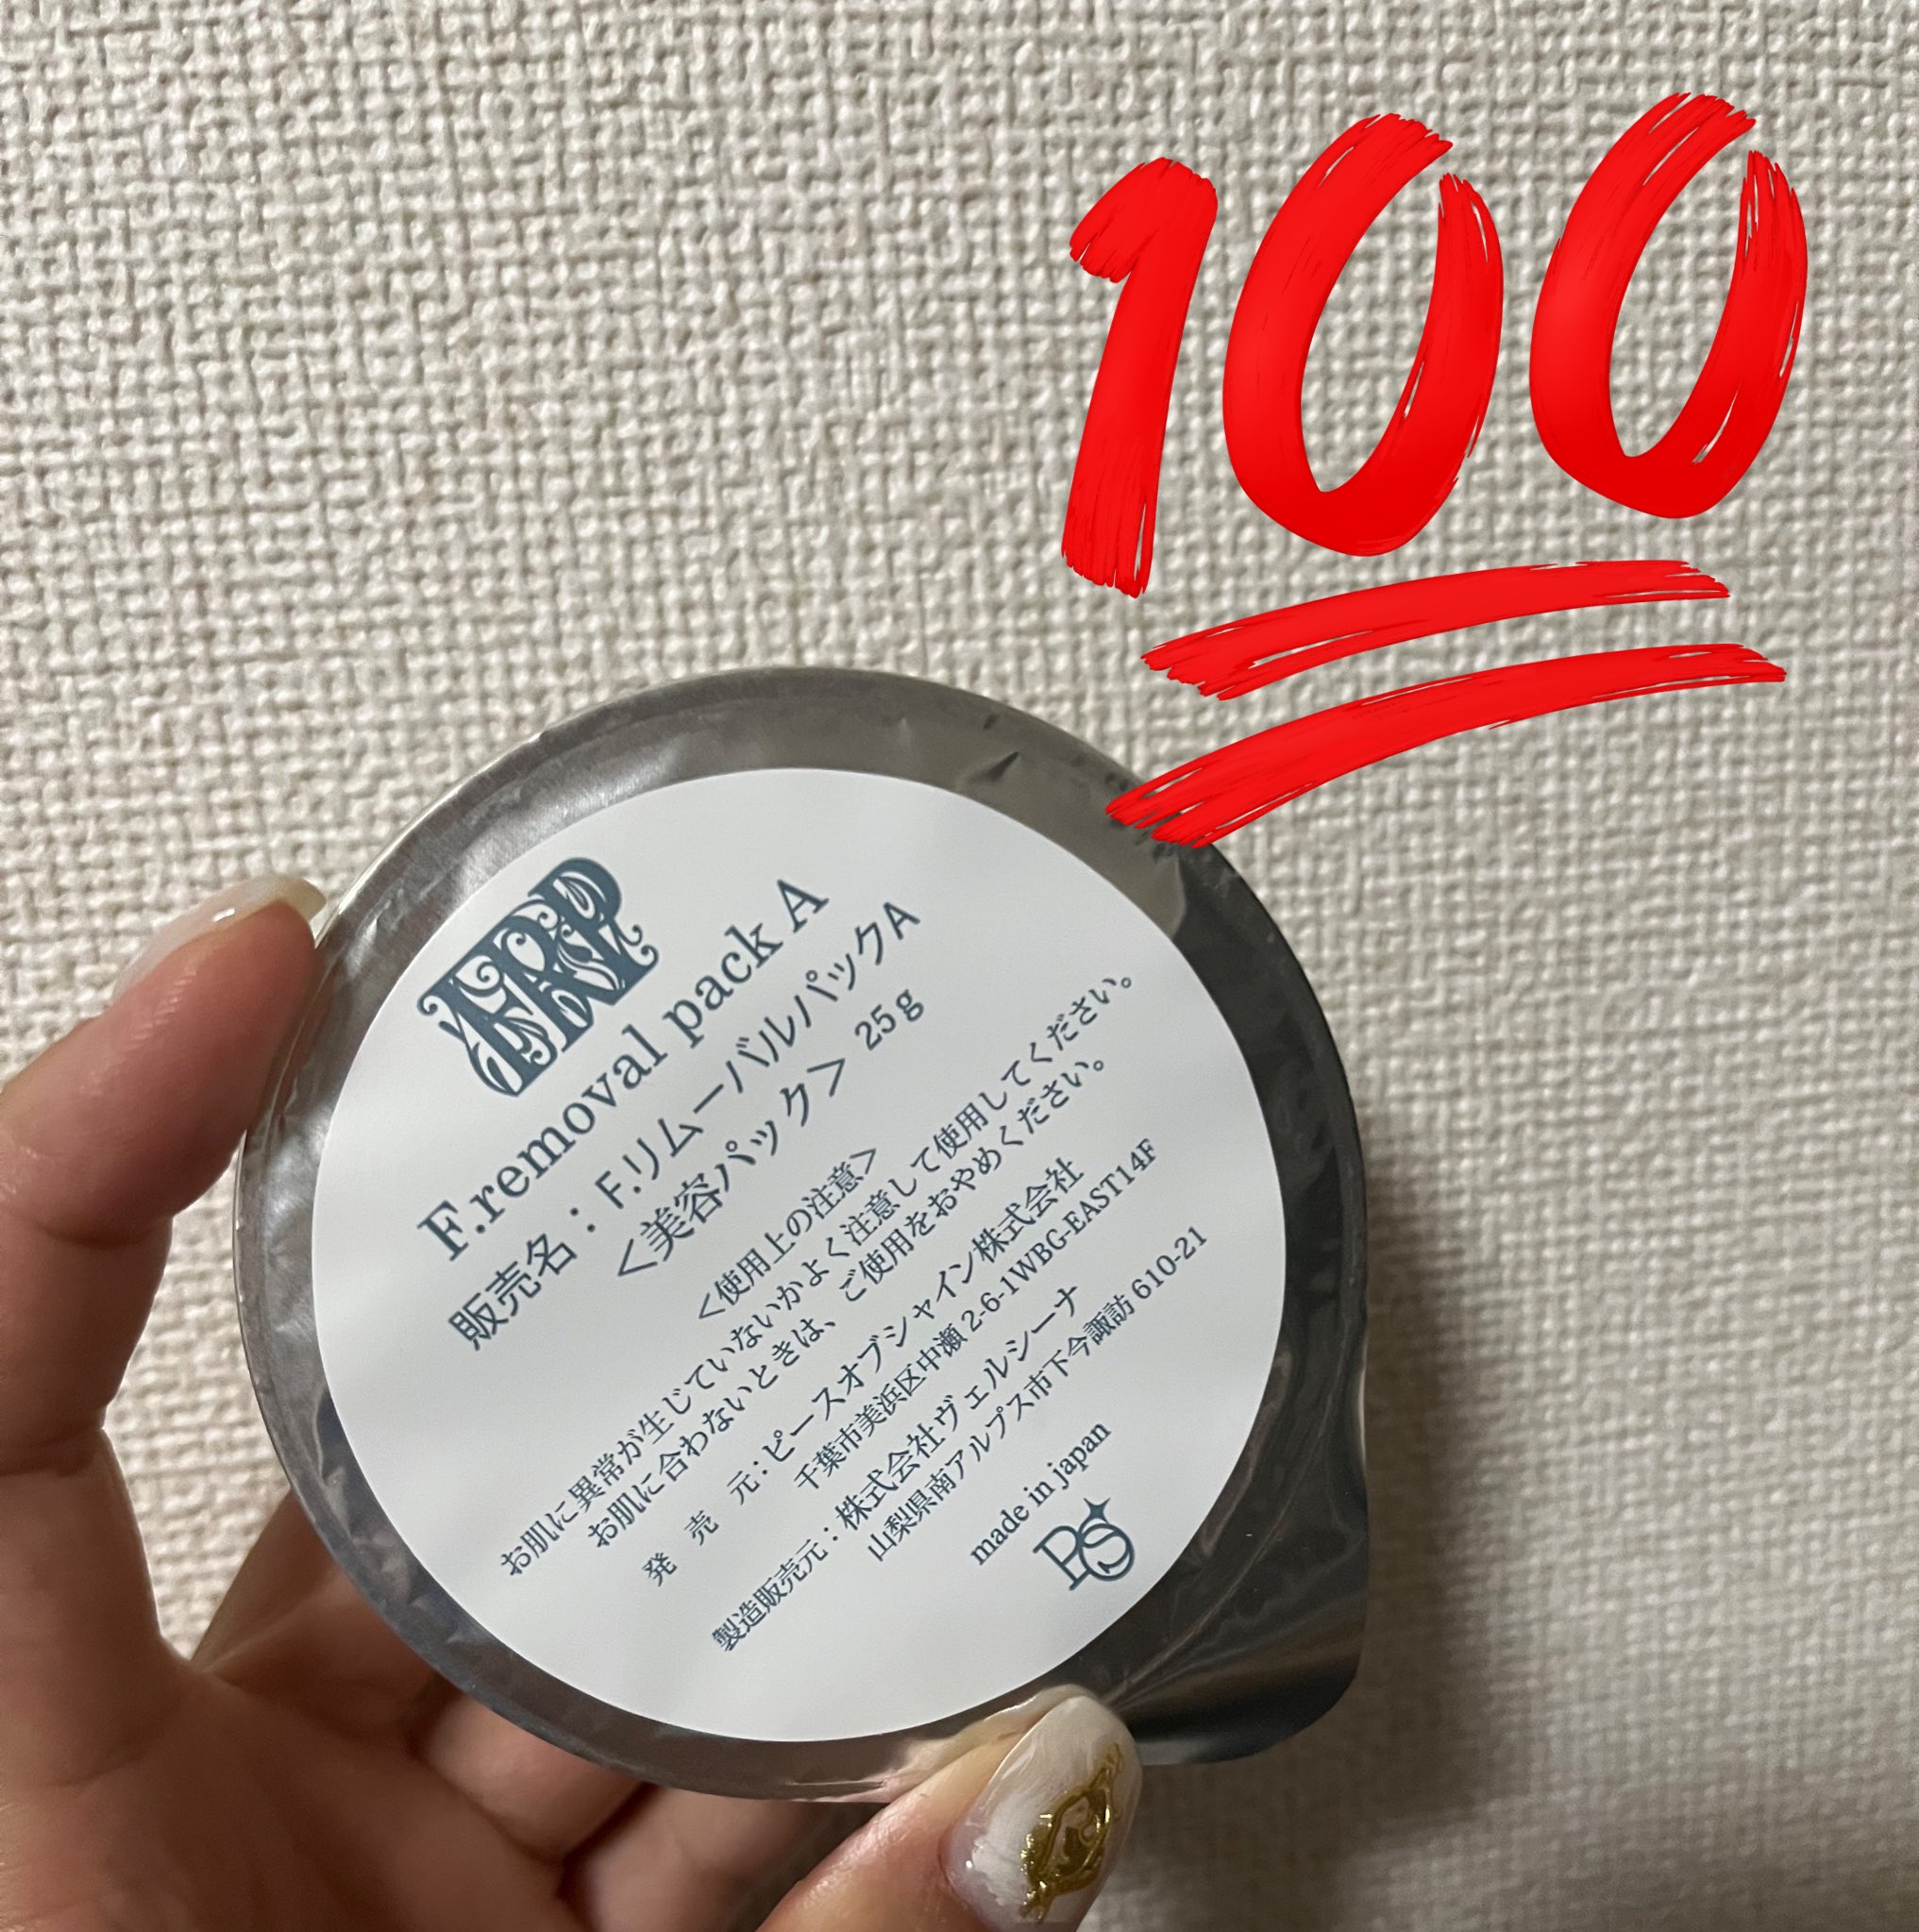 100
FR
F.removal pack A
販売名：F.リムーバルパックA
＜美容パック＞ 25g
＜使用上の注意＞
お肌に異常が生じていないかよく注意して使用してください。
お肌に合わないときは、ご使用をおやめください。
発売元：ピースオブシャイン株式会社
千葉市美浜区中瀬 2-6-1WBG-EAST14F
製造販売元：株式会社ヴェルシーナ
山梨県南アルプス市下今諏訪 610-21
made in japan
PS